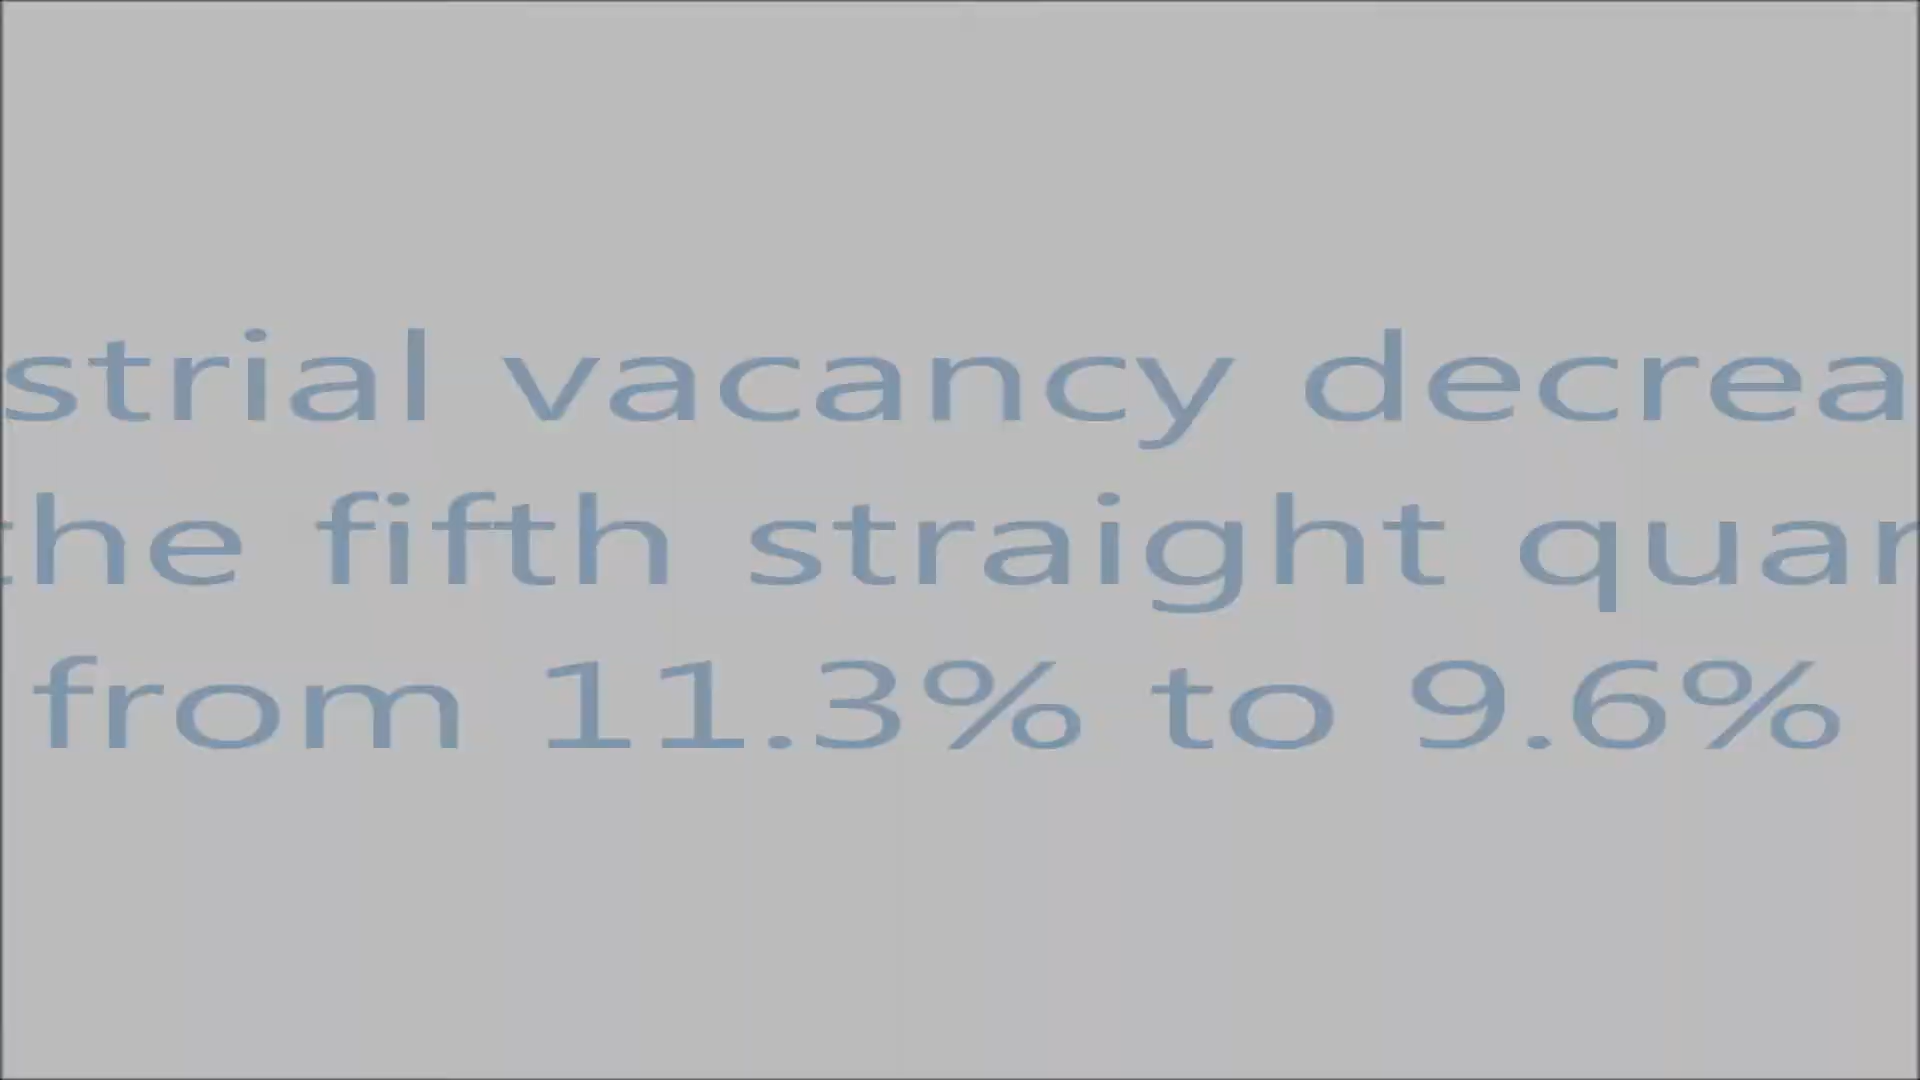 strial vacancy decrea
the fifth straight quar
from 11.3% to 9.6%